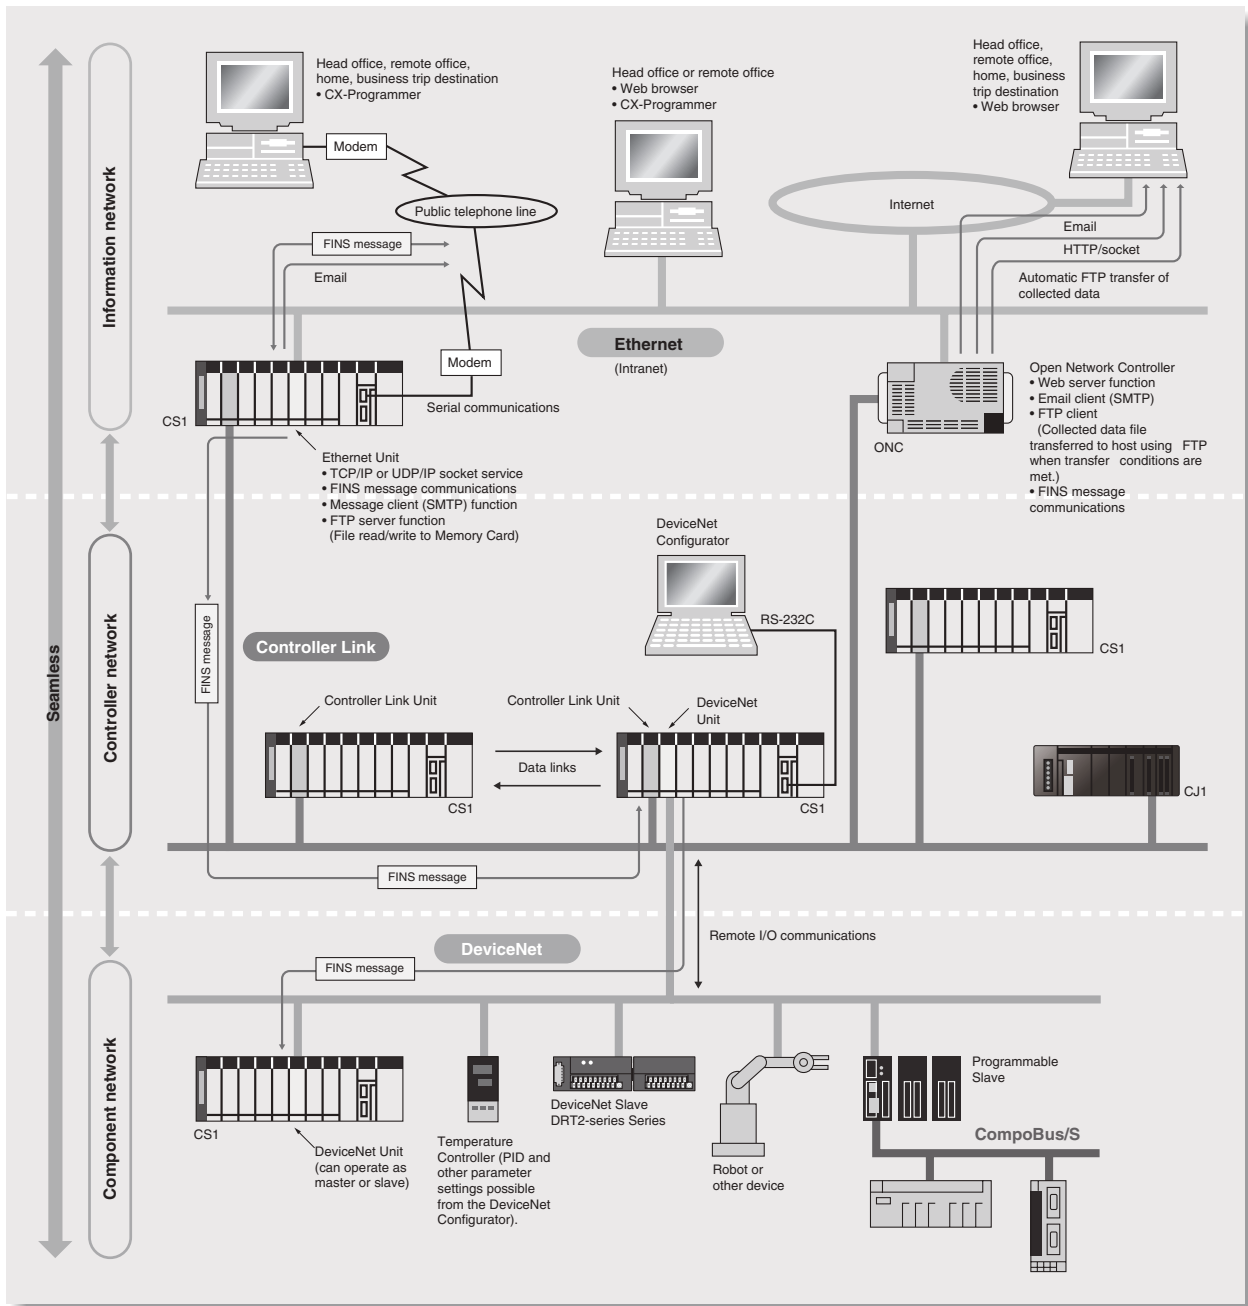 Head office, remote office,
home, business trip destination
• CX-Programmer
Head office or remote office
• Web browser
• CX-Programmer
Head office,
remote office,
home, business
trip destination
• Web browser
Modem
Public telephone line
Internet
FINS message
Email
Email
HTTP/socket
Automatic FTP transfer of
collected data
Information network
Ethernet
(Intranet)
Modem
Serial communications
CS1
Ethernet Unit
• TCP/IP or UDP/IP socket service
• FINS message communications
• Message client (SMTP) function
• FTP server function
(File read/write to Memory Card)
ONC
Open Network Controller
• Web server function
• Email client (SMTP)
• FTP client
(Collected data file
transferred to host using FTP
when transfer conditions are
met.)
• FINS message
communications
Seamless
Controller network
FINS message
Controller Link
DeviceNet
Configurator
RS-232C
CS1
Controller Link Unit
Controller Link Unit
DeviceNet
Unit
Data links
CS1
CS1
CJ1
FINS message
Remote I/O communications
DeviceNet
FINS message
Component network
CS1
DeviceNet Unit
(can operate as
master or slave)
Temperature
Controller (PID and
other parameter
settings possible
from the DeviceNet
Configurator).
DeviceNet Slave
DRT2-series Series
Robot or
other device
Programmable
Slave
CompoBus/S